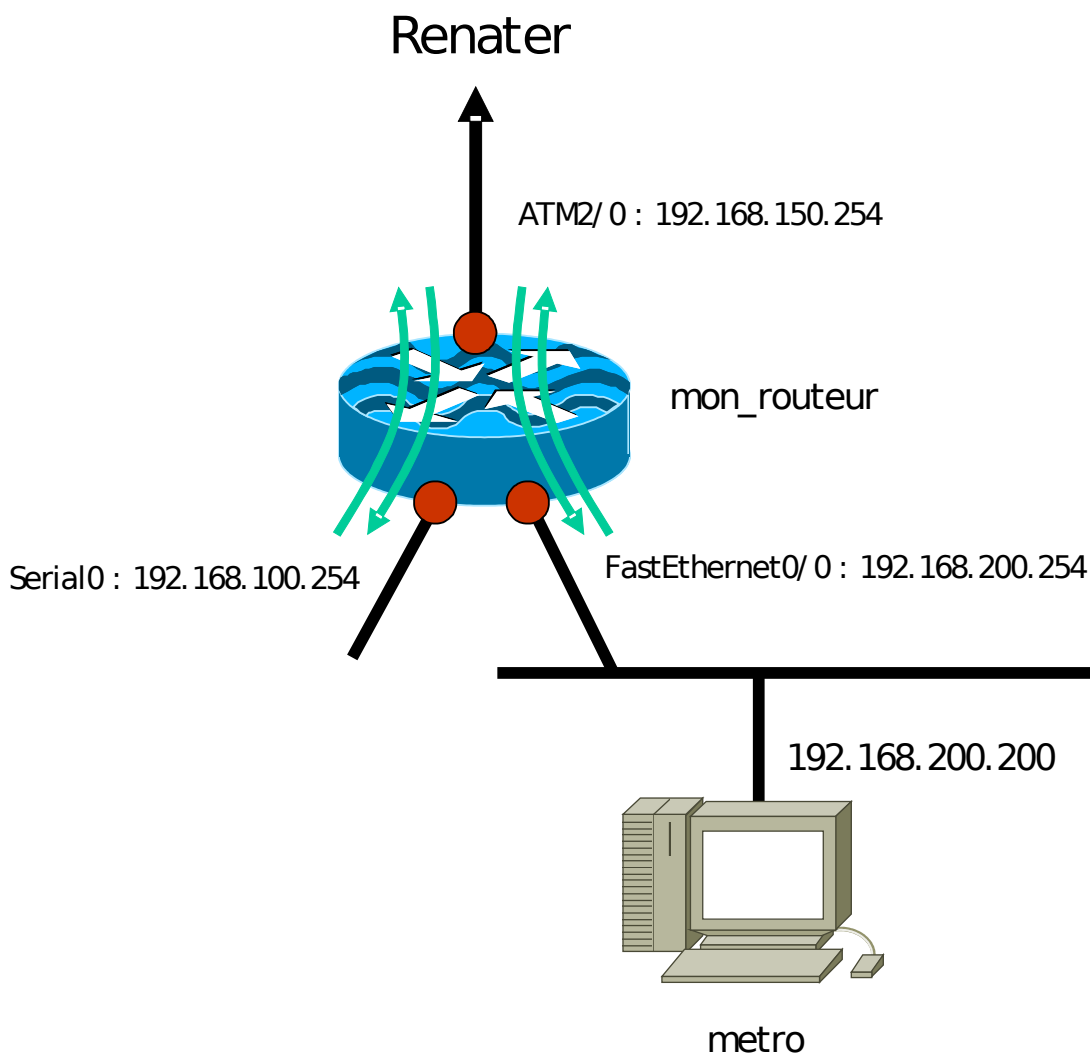 Renater
ATM2/0 : 192.168.150.254
mon_routeur
Serial0 : 192.168.100.254
FastEthernet0/0 : 192.168.200.254
192.168.200.200
metro